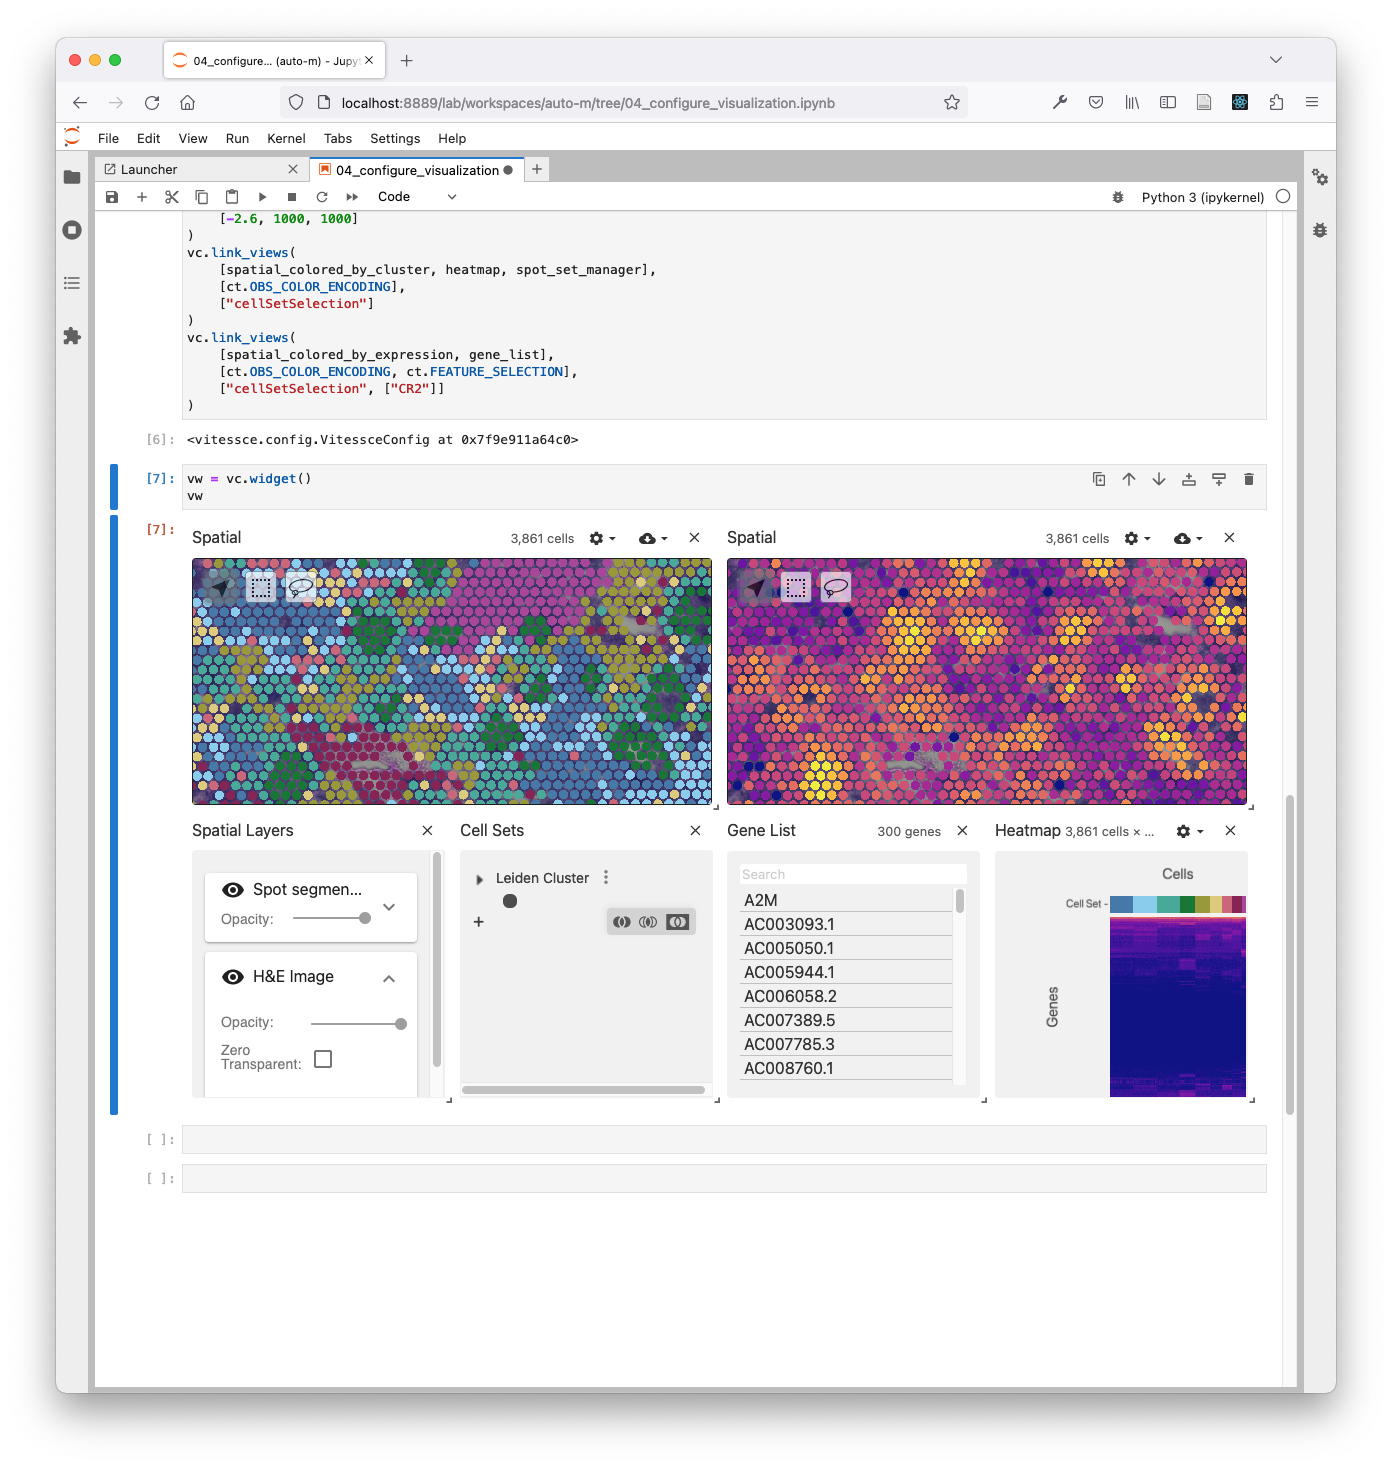 04_configure... (auto-m) - Jupyt
localhost:8889/lab/workspaces/auto-m/tree/04_configure_visualization.ipynb
File Edit View Run Kernel Tabs Settings Help
Launcher
04_configure_visualization
Code
Python 3 (ipykernel)
[-2.6, 1000, 1000]
)
vc.link_views(
[spatial_colored_by_cluster, heatmap, spot_set_manager],
[ct.OBS_COLOR_ENCODING],
["cellSetSelection"]
)
vc.link_views(
[spatial_colored_by_expression, gene_list],
[ct.OBS_COLOR_ENCODING, ct.FEATURE_SELECTION],
["cellSetSelection", ["CR2"]]
)
[6]: <vitessce.config.VitessceConfig at 0x7f9e911a64c0>
[7]: vw = vc.widget()
vw
[7]:
Spatial 3,861 cells
Spatial 3,861 cells
Spatial Layers
Spot segmen...
Opacity:
H&E Image
Opacity:
Zero
Transparent:
Cell Sets
Leiden Cluster
+
Gene List 300 genes
Search
A2M
AC003093.1
AC005050.1
AC005944.1
AC006058.2
AC007389.5
AC007785.3
AC008760.1
Heatmap 3,861 cells × ...
Cells
Cell Set -
Genes
[ ]:
[ ]: